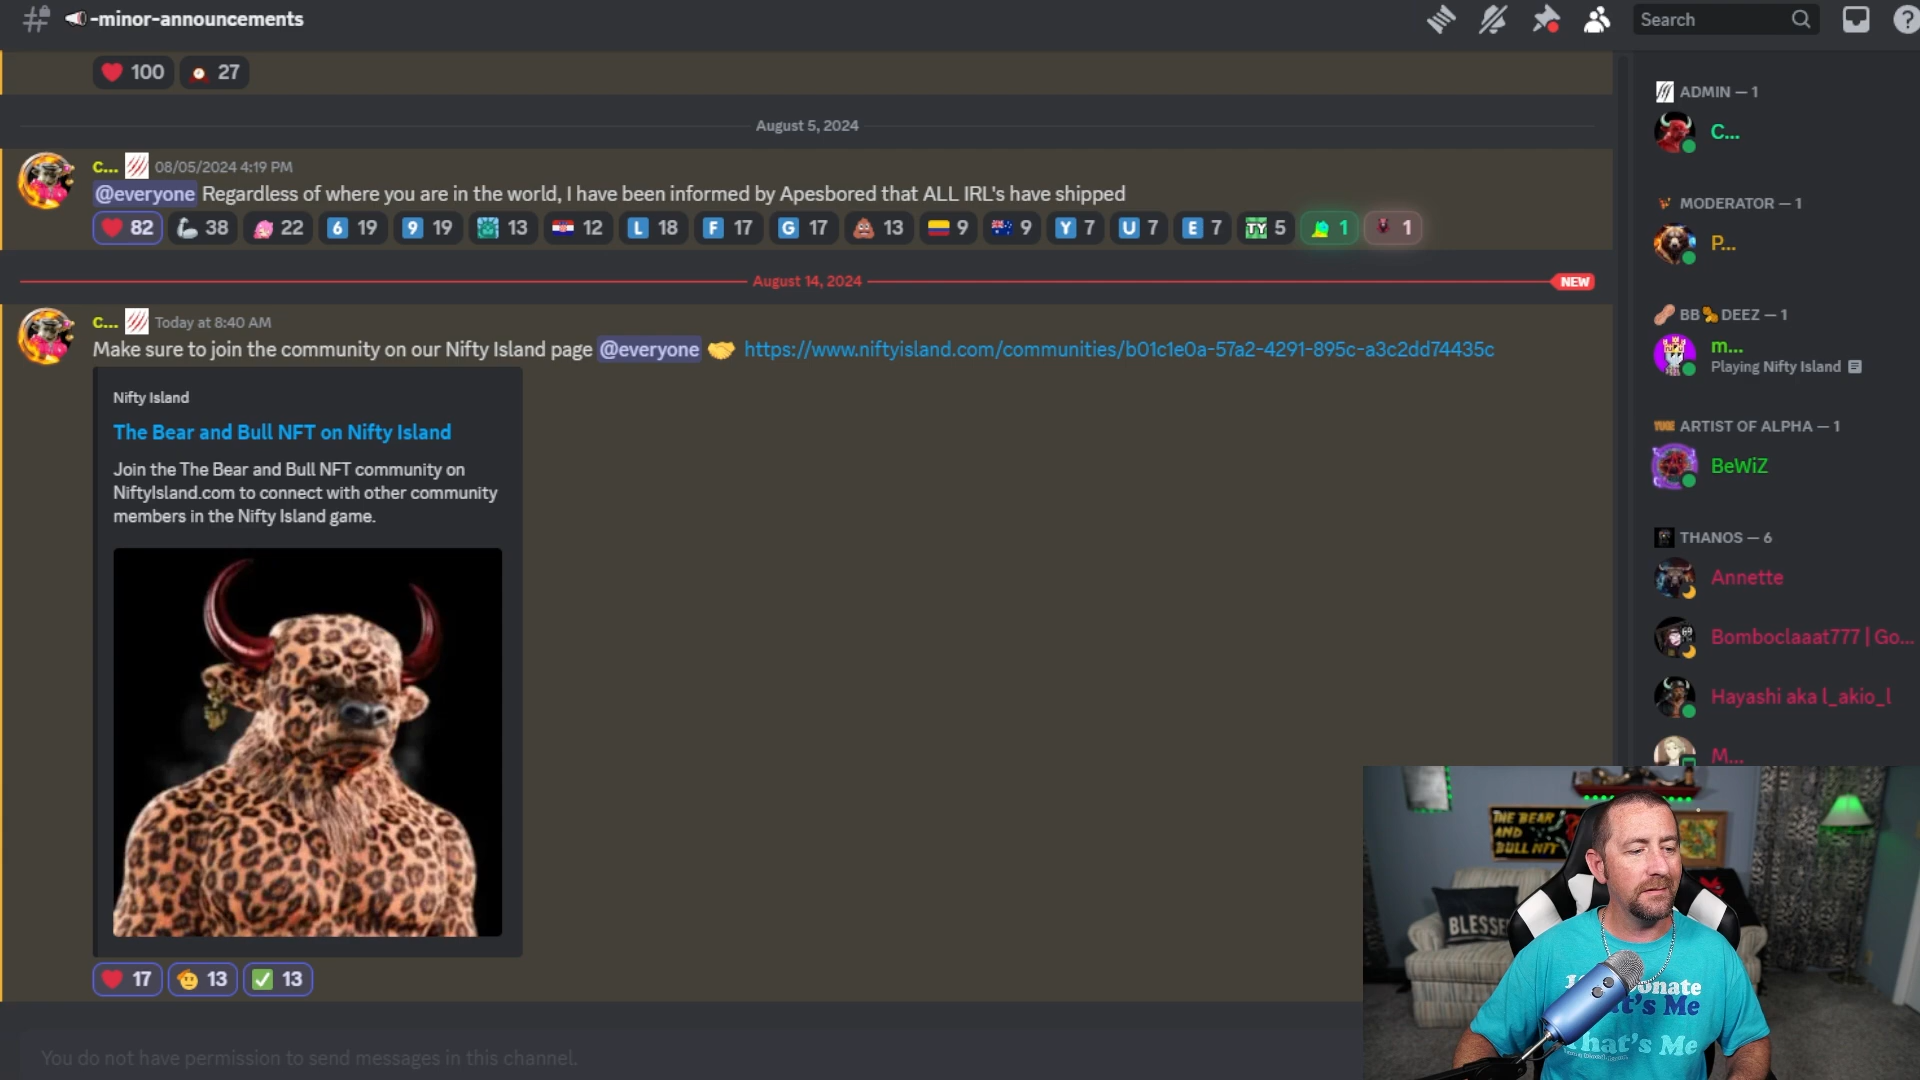 -minor-announcements
Search
100 27
August 5, 2024
C... 08/05/2024 4:19 PM
@everyone Regardless of where you are in the world, I have been informed by Apesbored that ALL IRL's have shipped
82 38 22 6 19 9 19 13 12 L 18 F 17 G 17 13 9 9 Y 7 U 7 E 7 TY 5 1 1
August 14, 2024 NEW
C... Today at 8:40 AM
Make sure to join the community on our Nifty Island page @everyone https://www.niftyisland.com/communities/b01c1e0a-57a2-4291-895c-a3c2dd74435c
Nifty Island
The Bear and Bull NFT on Nifty Island
Join the The Bear and Bull NFT community on
NiftyIsland.com to connect with other community
members in the Nifty Island game.
17 13 13
You do not have permission to send messages in this channel.
ADMIN — 1
C...
MODERATOR — 1
P...
BB DEEZ — 1
m...
Playing Nifty Island
ARTIST OF ALPHA — 1
BeWiZ
THANOS — 6
Annette
Bomboclaaat777 | Go...
Hayashi aka l_akio_l
M...
THE BEAR
AND
BULL NFT
BLESSE
That's Me